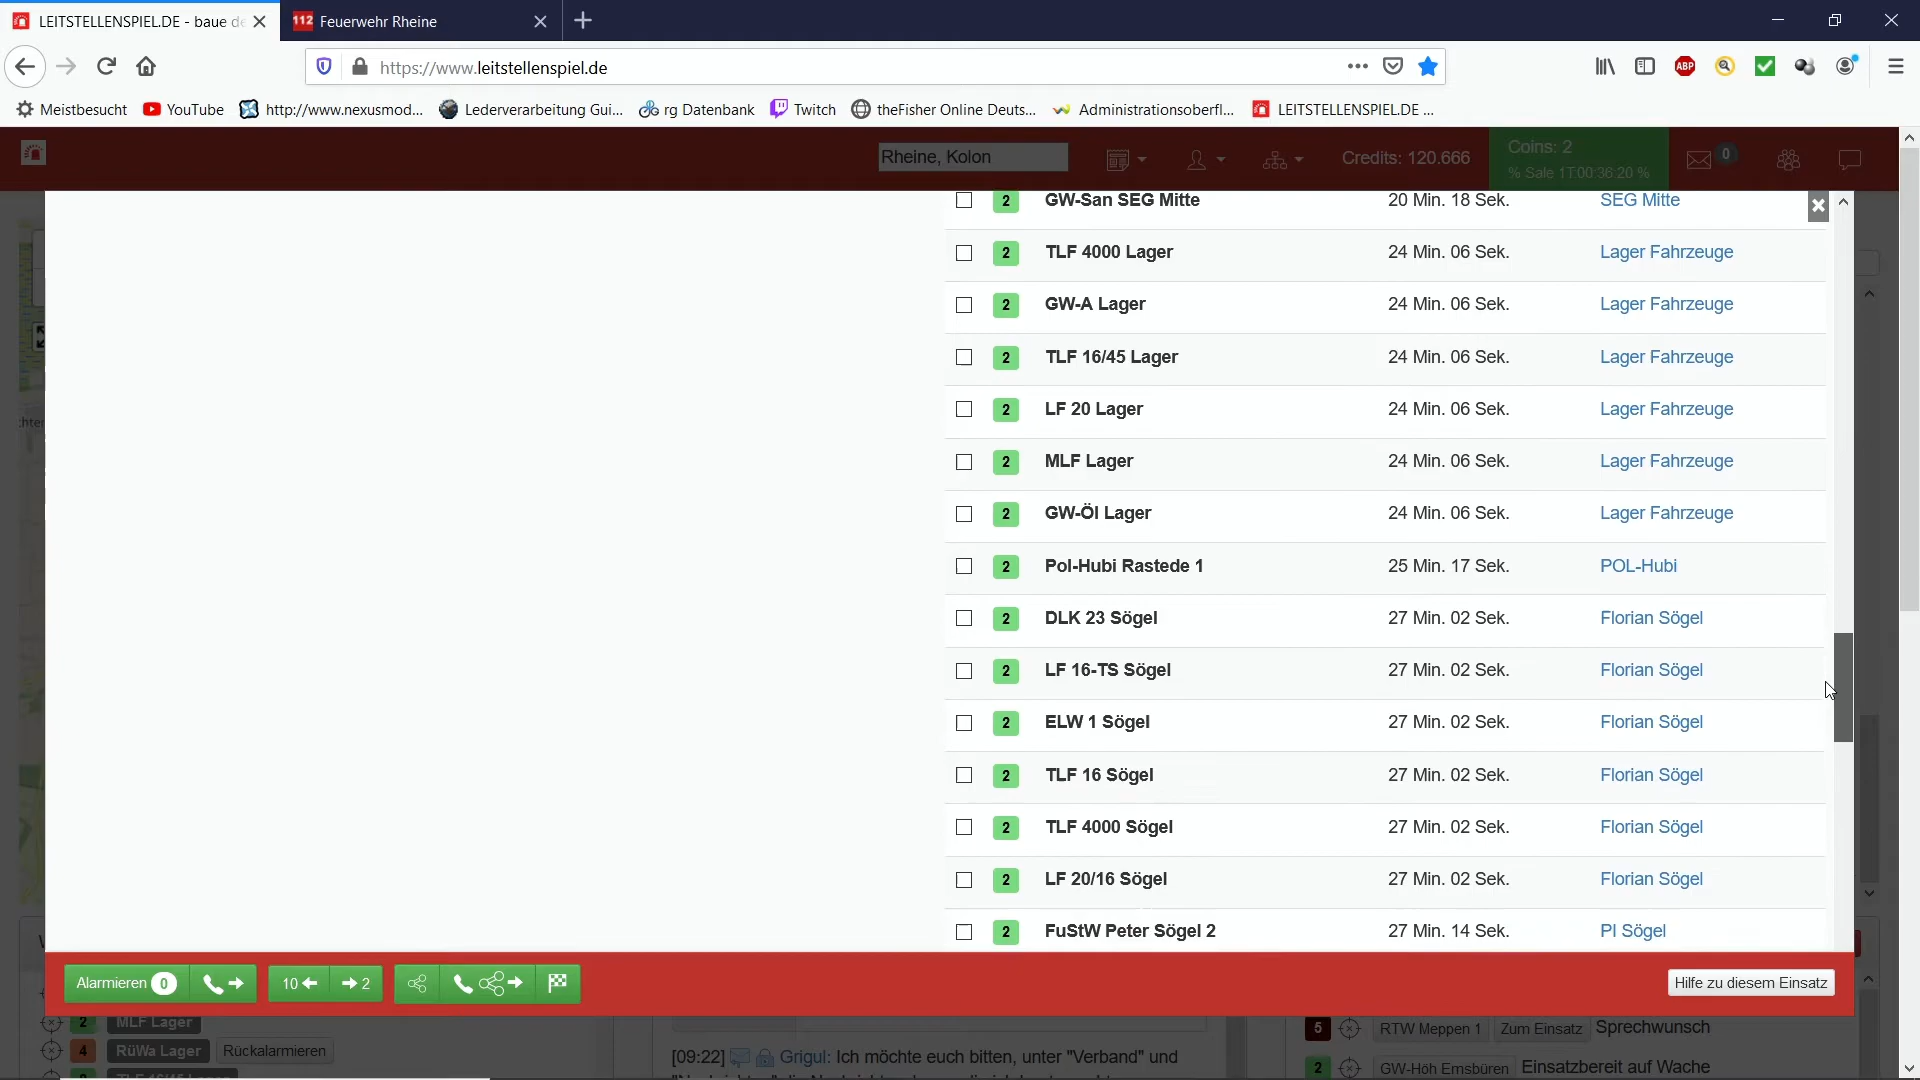 LEITSTELLENSPIEL.DE - baue de
112 Feuerwehr Rheine
https://www.leitstellenspiel.de
ABP
Meistbesucht YouTube http://www.nexusmod... Lederverarbeitung Gui... rg Datenbank Twitch theFisher Online Deuts... Administrationsoberfl... LEITSTELLENSPIEL.DE ...
Rheine, Kolon
Credits: 120.666
Coins: 2
% Sale 1T:00:36:20 %
0
2 GW-San SEG Mitte 20 Min. 18 Sek. SEG Mitte
2 TLF 4000 Lager 24 Min. 06 Sek. Lager Fahrzeuge
2 GW-A Lager 24 Min. 06 Sek. Lager Fahrzeuge
2 TLF 16/45 Lager 24 Min. 06 Sek. Lager Fahrzeuge
2 LF 20 Lager 24 Min. 06 Sek. Lager Fahrzeuge
2 MLF Lager 24 Min. 06 Sek. Lager Fahrzeuge
2 GW-Öl Lager 24 Min. 06 Sek. Lager Fahrzeuge
2 Pol-Hubi Rastede 1 25 Min. 17 Sek. POL-Hubi
2 DLK 23 Sögel 27 Min. 02 Sek. Florian Sögel
2 LF 16-TS Sögel 27 Min. 02 Sek. Florian Sögel
2 ELW 1 Sögel 27 Min. 02 Sek. Florian Sögel
2 TLF 16 Sögel 27 Min. 02 Sek. Florian Sögel
2 TLF 4000 Sögel 27 Min. 02 Sek. Florian Sögel
2 LF 20/16 Sögel 27 Min. 02 Sek. Florian Sögel
2 FuStW Peter Sögel 2 27 Min. 14 Sek. PI Sögel
Alarmieren 0
10
2
Hilfe zu diesem Einsatz
2 MLF Lager
4 RüWa Lager Rückalarmieren
TLF 16/45 Lager
[09:22] Grigul: Ich möchte euch bitten, unter "Verband" und
5 RTW Meppen 1 Zum Einsatz Sprechwunsch
2 GW-Höh Emsbüren Einsatzbereit auf Wache